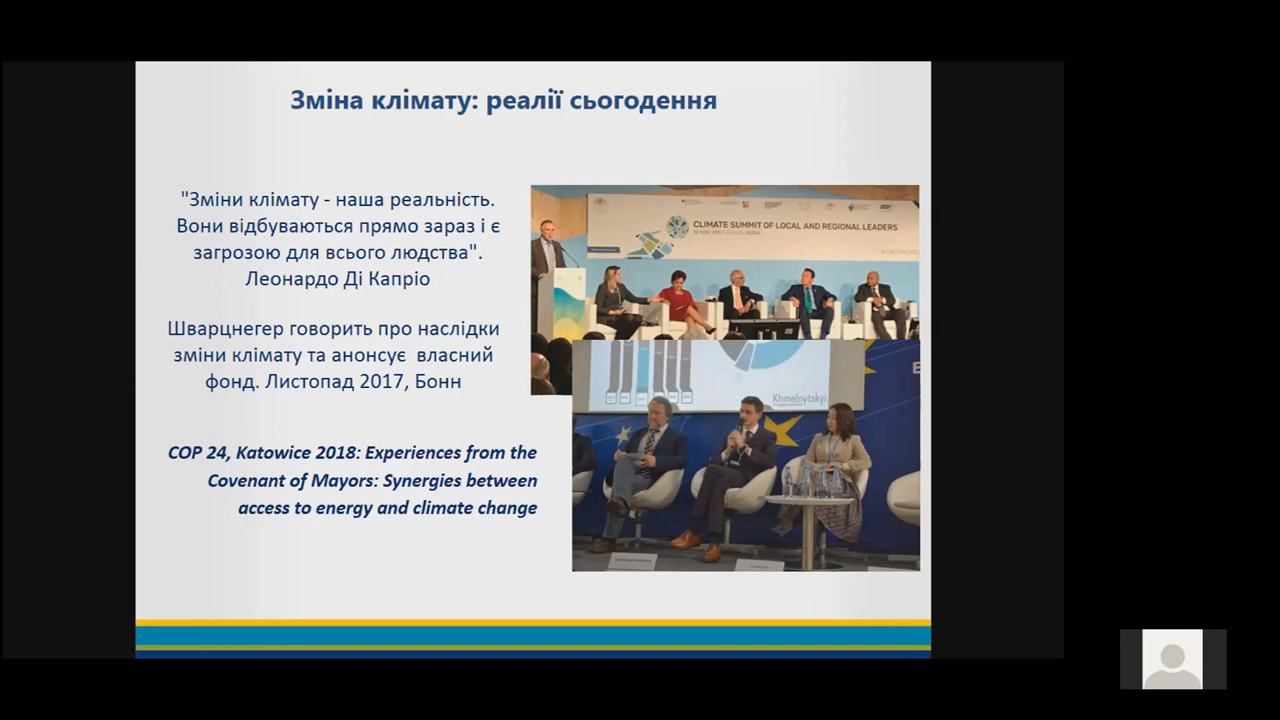 Зміна клімату: реалії сьогодення
"Зміни клімату - наша реальність.
Вони відбуваються прямо зараз і є
загрозою для всього людства".
Леонардо Ді Капріо
Шварцнегер говорить про наслідки
зміни клімату та анонсує власний
фонд. Листопад 2017, Бонн
COP 24, Katowice 2018: Experiences from the
Covenant of Mayors: Synergies between
access to energy and climate change
CLIMATE SUMMIT OF LOCAL AND REGIONAL LEADERS
Khmelnytskyi